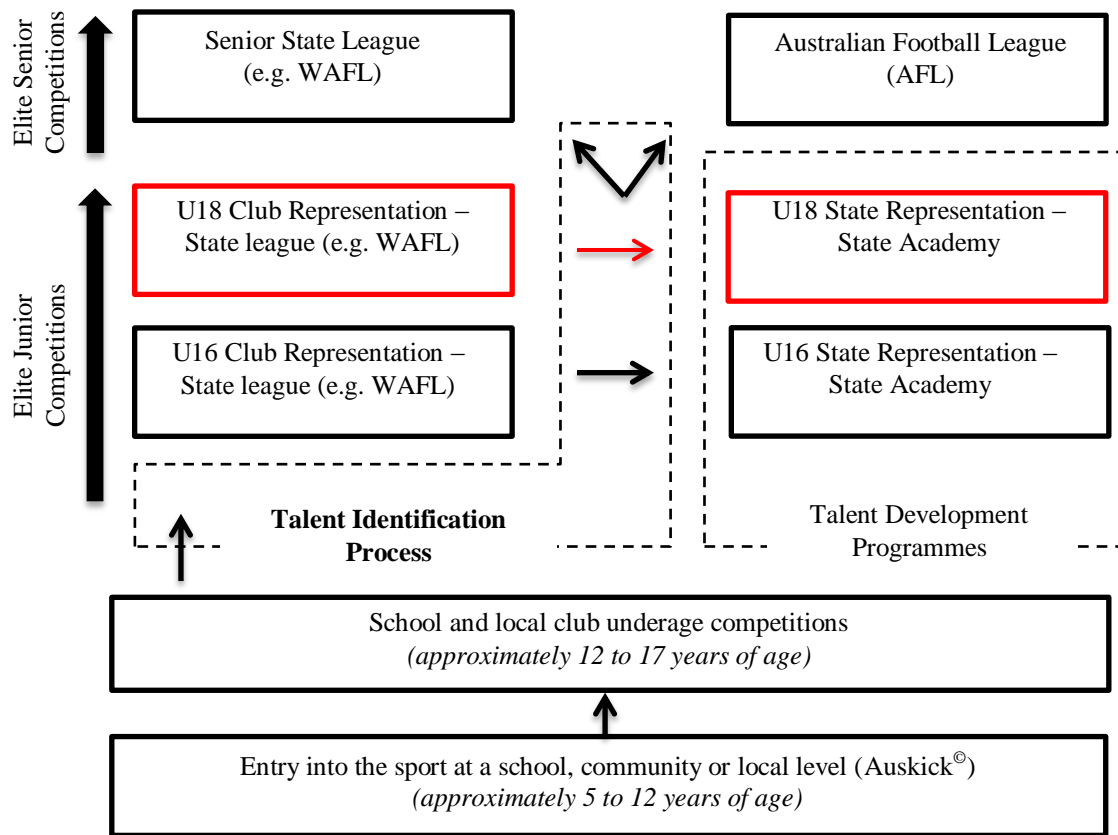 Elite Senior
Competitions
Senior State League
(e.g. WAFL)
Australian Football League
(AFL)
Elite Junior
Competitions
U18 Club Representation –
State league (e.g. WAFL)
U18 State Representation –
State Academy
U16 Club Representation –
State league (e.g. WAFL)
U16 State Representation –
State Academy
Talent Identification
Process
Talent Development
Programmes
School and local club underage competitions
(approximately 12 to 17 years of age)
Entry into the sport at a school, community or local level (Auskick©)
(approximately 5 to 12 years of age)